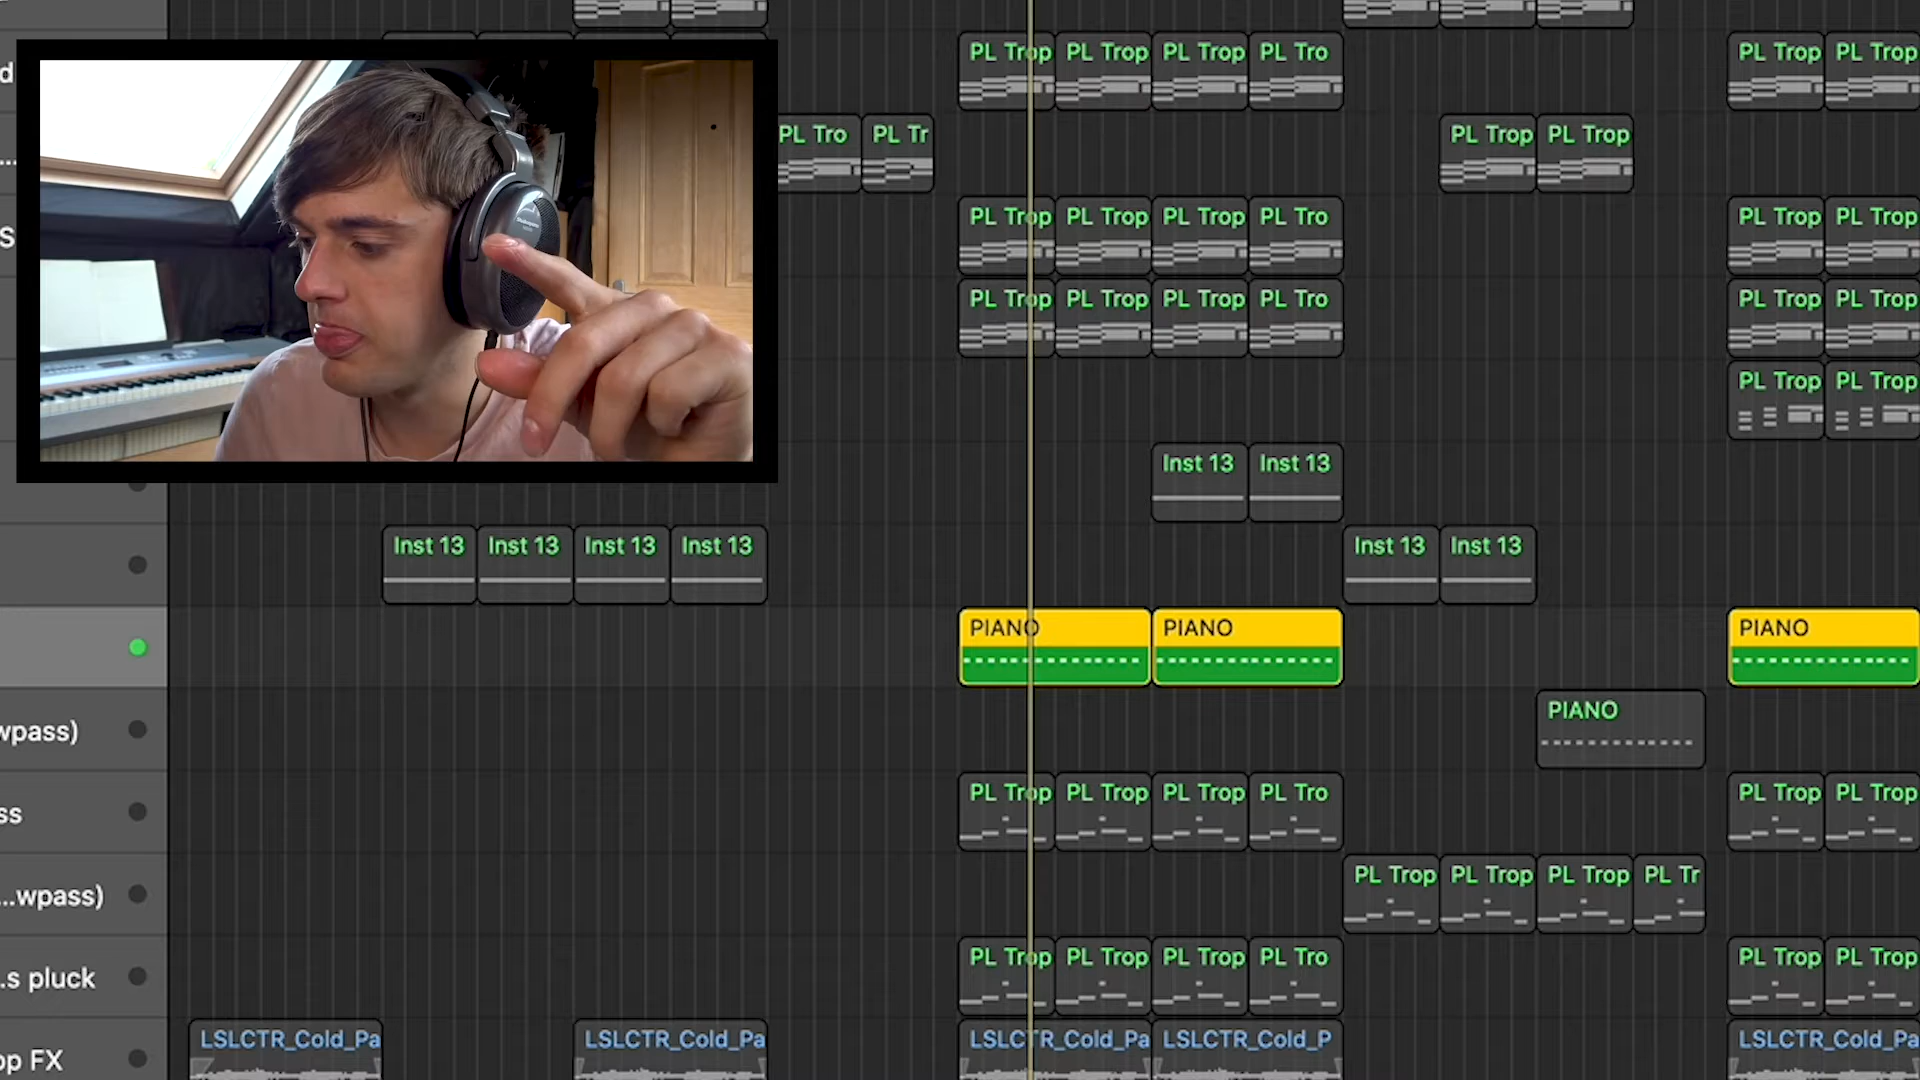 d
PL Trop PL Trop PL Trop PL Tro PL Trop PL Trop
...
PL Tro PL Tr PL Trop PL Trop
S
PL Trop PL Trop PL Trop PL Tro PL Trop PL Trop
PL Trop PL Trop PL Trop PL Tro PL Trop PL Trop
PL Trop PL Trop
Inst 13 Inst 13
Inst 13 Inst 13 Inst 13 Inst 13 Inst 13 Inst 13
PIANO PIANO PIANO
wpass) PIANO
ss PL Trop PL Trop PL Trop PL Tro PL Trop PL Trop
...wpass) PL Trop PL Trop PL Trop PL Tr
.s pluck PL Trop PL Trop PL Trop PL Tro PL Trop PL Trop
op FX LSLCTR_Cold_Pa LSLCTR_Cold_Pa LSLCTR_Cold_Pa LSLCTR_Cold_P LSLCTR_Cold_Pa